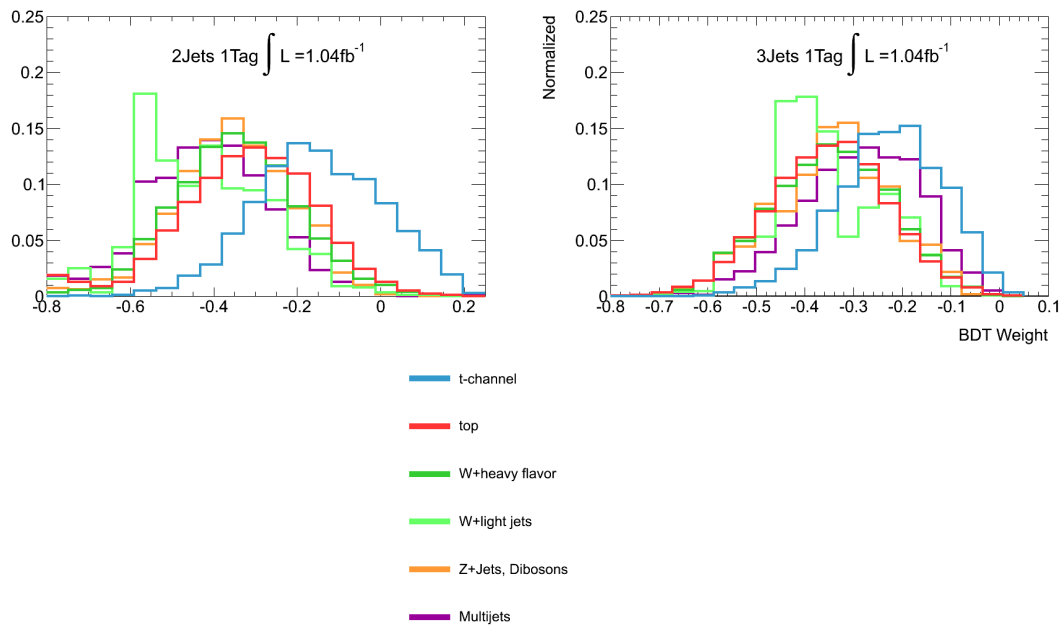 0.25
0.2
0.15
0.1
0.05
0
2Jets 1Tag ∫ L =1.04fb-1
-0.8 -0.6 -0.4 -0.2 0 0.2
Normalized
0.25
0.2
0.15
0.1
0.05
0
3Jets 1Tag ∫ L =1.04fb-1
-0.8 -0.7 -0.6 -0.5 -0.4 -0.3 -0.2 -0.1 0 0.1
BDT Weight
t-channel
top
W+heavy flavor
W+light jets
Z+Jets, Dibosons
Multijets